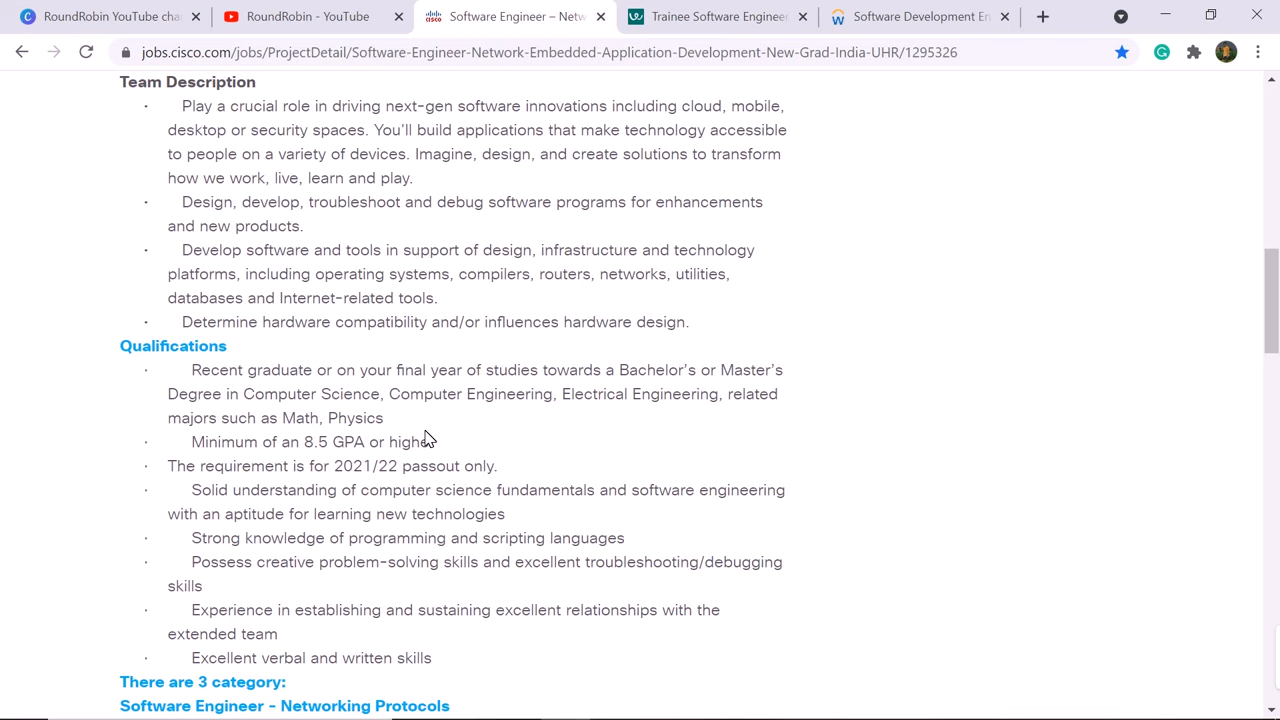 RoundRobin YouTube cha
RoundRobin - YouTube
Software Engineer – Netw
Trainee Software Engineer
Software Development En
jobs.cisco.com/jobs/ProjectDetail/Software-Engineer-Network-Embedded-Application-Development-New-Grad-India-UHR/1295326
Team Description
· Play a crucial role in driving next-gen software innovations including cloud, mobile,
desktop or security spaces. You'll build applications that make technology accessible
to people on a variety of devices. Imagine, design, and create solutions to transform
how we work, live, learn and play.
· Design, develop, troubleshoot and debug software programs for enhancements
and new products.
· Develop software and tools in support of design, infrastructure and technology
platforms, including operating systems, compilers, routers, networks, utilities,
databases and Internet-related tools.
· Determine hardware compatibility and/or influences hardware design.
Qualifications
· Recent graduate or on your final year of studies towards a Bachelor's or Master's
Degree in Computer Science, Computer Engineering, Electrical Engineering, related
majors such as Math, Physics
· Minimum of an 8.5 GPA or higher
· The requirement is for 2021/22 passout only.
· Solid understanding of computer science fundamentals and software engineering
with an aptitude for learning new technologies
· Strong knowledge of programming and scripting languages
· Possess creative problem-solving skills and excellent troubleshooting/debugging
skills
· Experience in establishing and sustaining excellent relationships with the
extended team
· Excellent verbal and written skills
There are 3 category:
Software Engineer - Networking Protocols